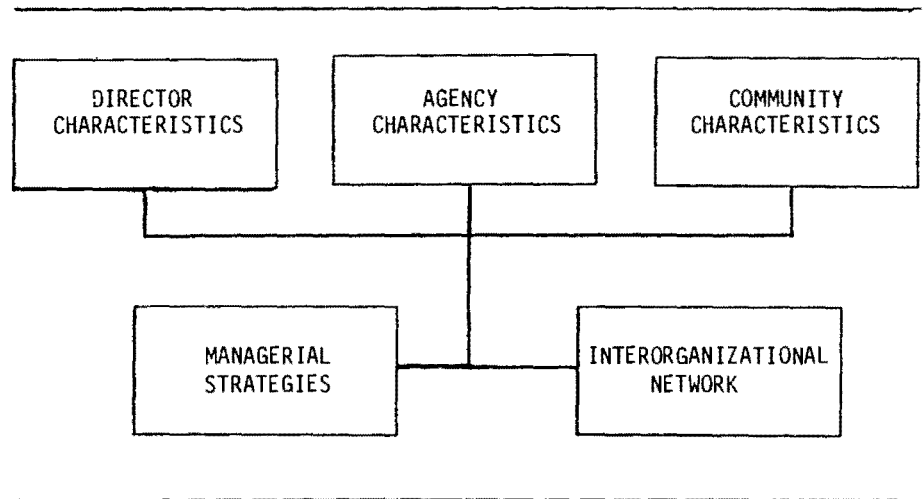 DIRECTOR
CHARACTERISTICS
AGENCY
CHARACTERISTICS
COMMUNITY
CHARACTERISTICS
MANAGERIAL
STRATEGIES
INTERORGANIZATIONAL
NETWORK